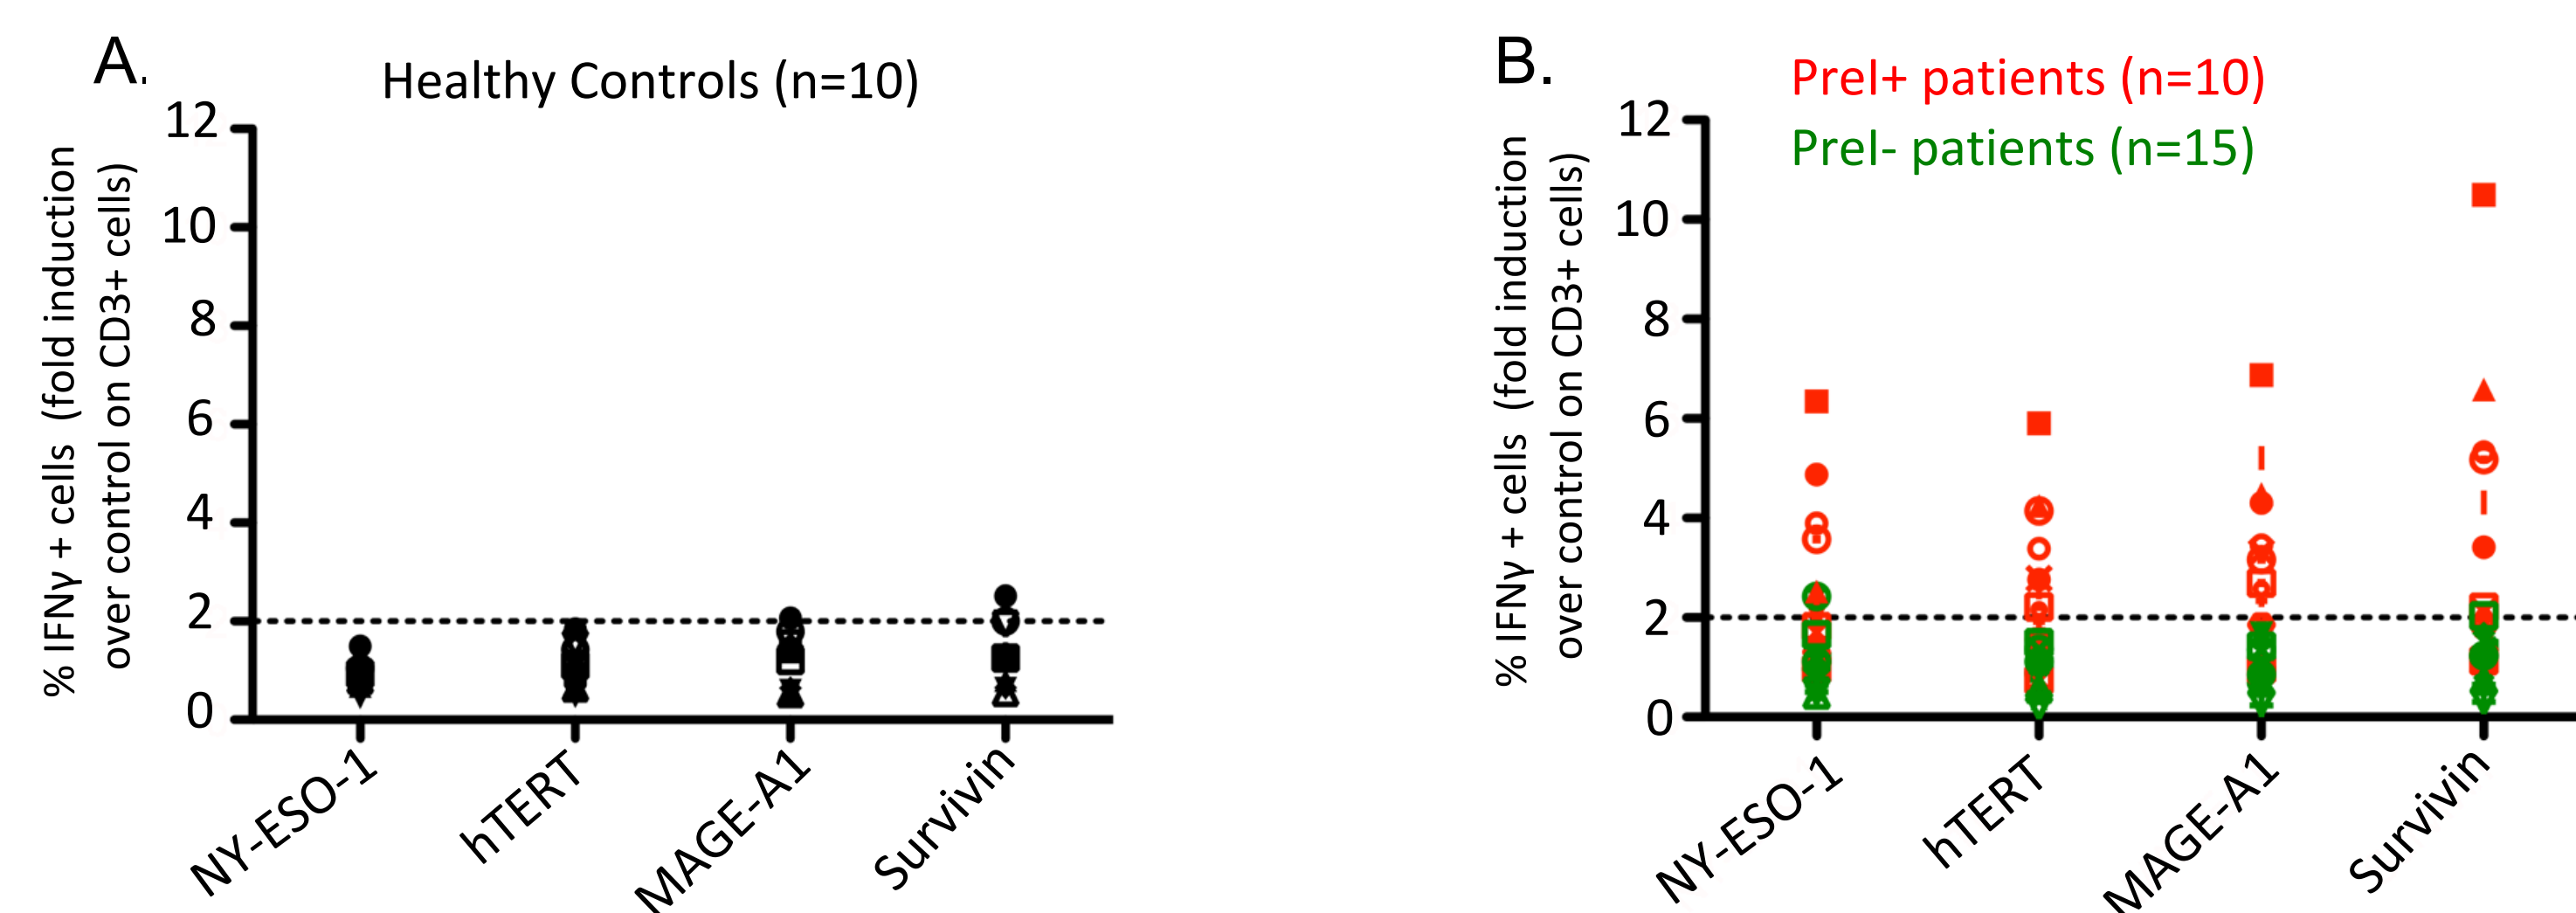 A.
Healthy Controls (n=10)
% IFNγ + cells (fold induction
over control on CD3+ cells)
12
10
8
6
4
2
0
NY-ESO-1
hTERT
MAGE-A1
Survivin
B.
PreI+ patients (n=10)
PreI- patients (n=15)
% IFNγ + cells (fold induction
over control on CD3+ cells)
12
10
8
6
4
2
0
NY-ESO-1
hTERT
MAGE-A1
Survivin